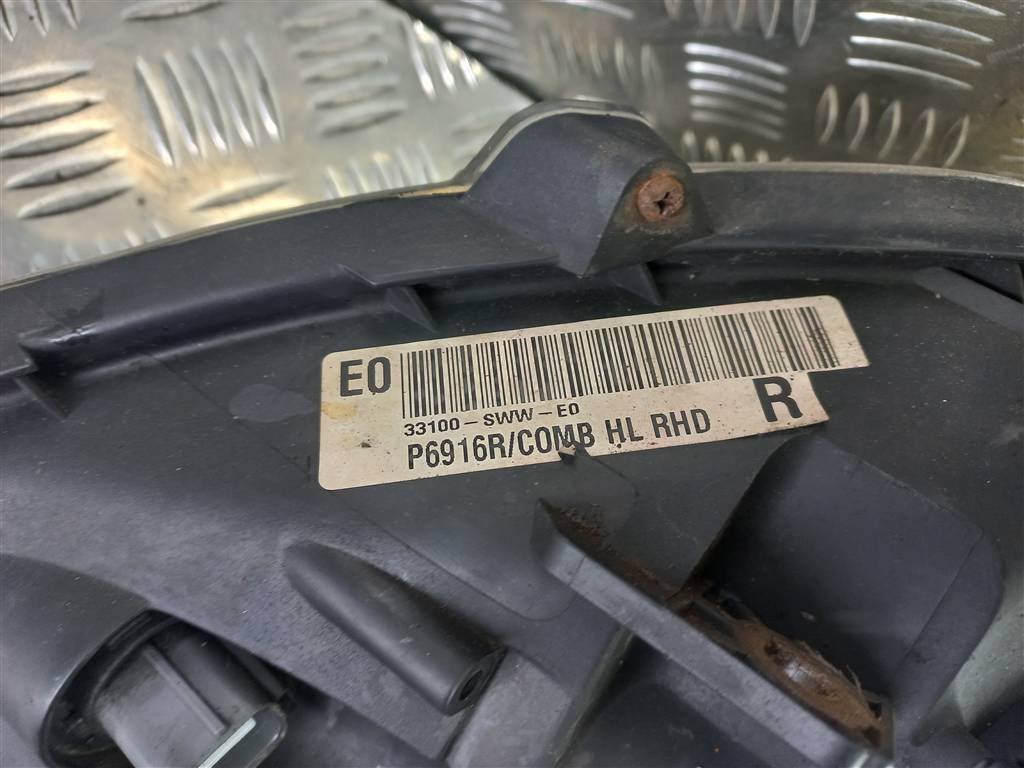 E0
33100-SWW-E0
P6916R/COMB HL RHD
R